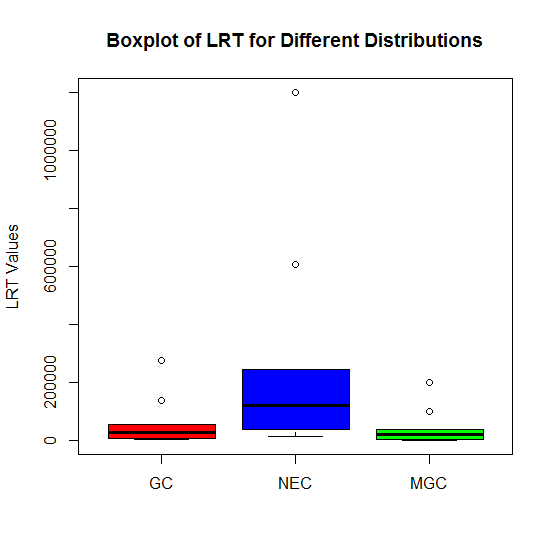 Boxplot of LRT for Different Distributions
LRT Values
1000000
600000
200000
0
GC NEC MGC